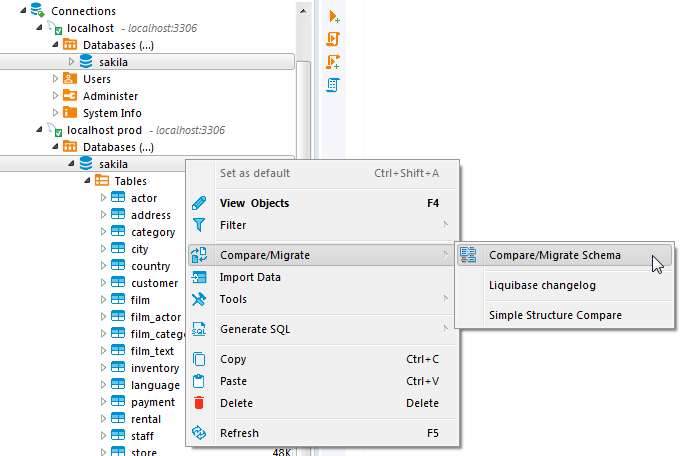 Connections
localhost - localhost:3306
Databases (...)
sakila
Users
Administer
System Info
localhost prod - localhost:3306
Databases (...)
sakila
Tables
actor
address
category
city
country
customer
film
film_actor
film_categ
film_text
inventory
language
payment
rental
staff
store 48K
Set as default Ctrl+Shift+A
View Objects F4
Filter
Compare/Migrate
Import Data
Tools
Generate SQL
Copy Ctrl+C
Paste Ctrl+V
Delete Delete
Refresh F5
Compare/Migrate Schema
Liquibase changelog
Simple Structure Compare